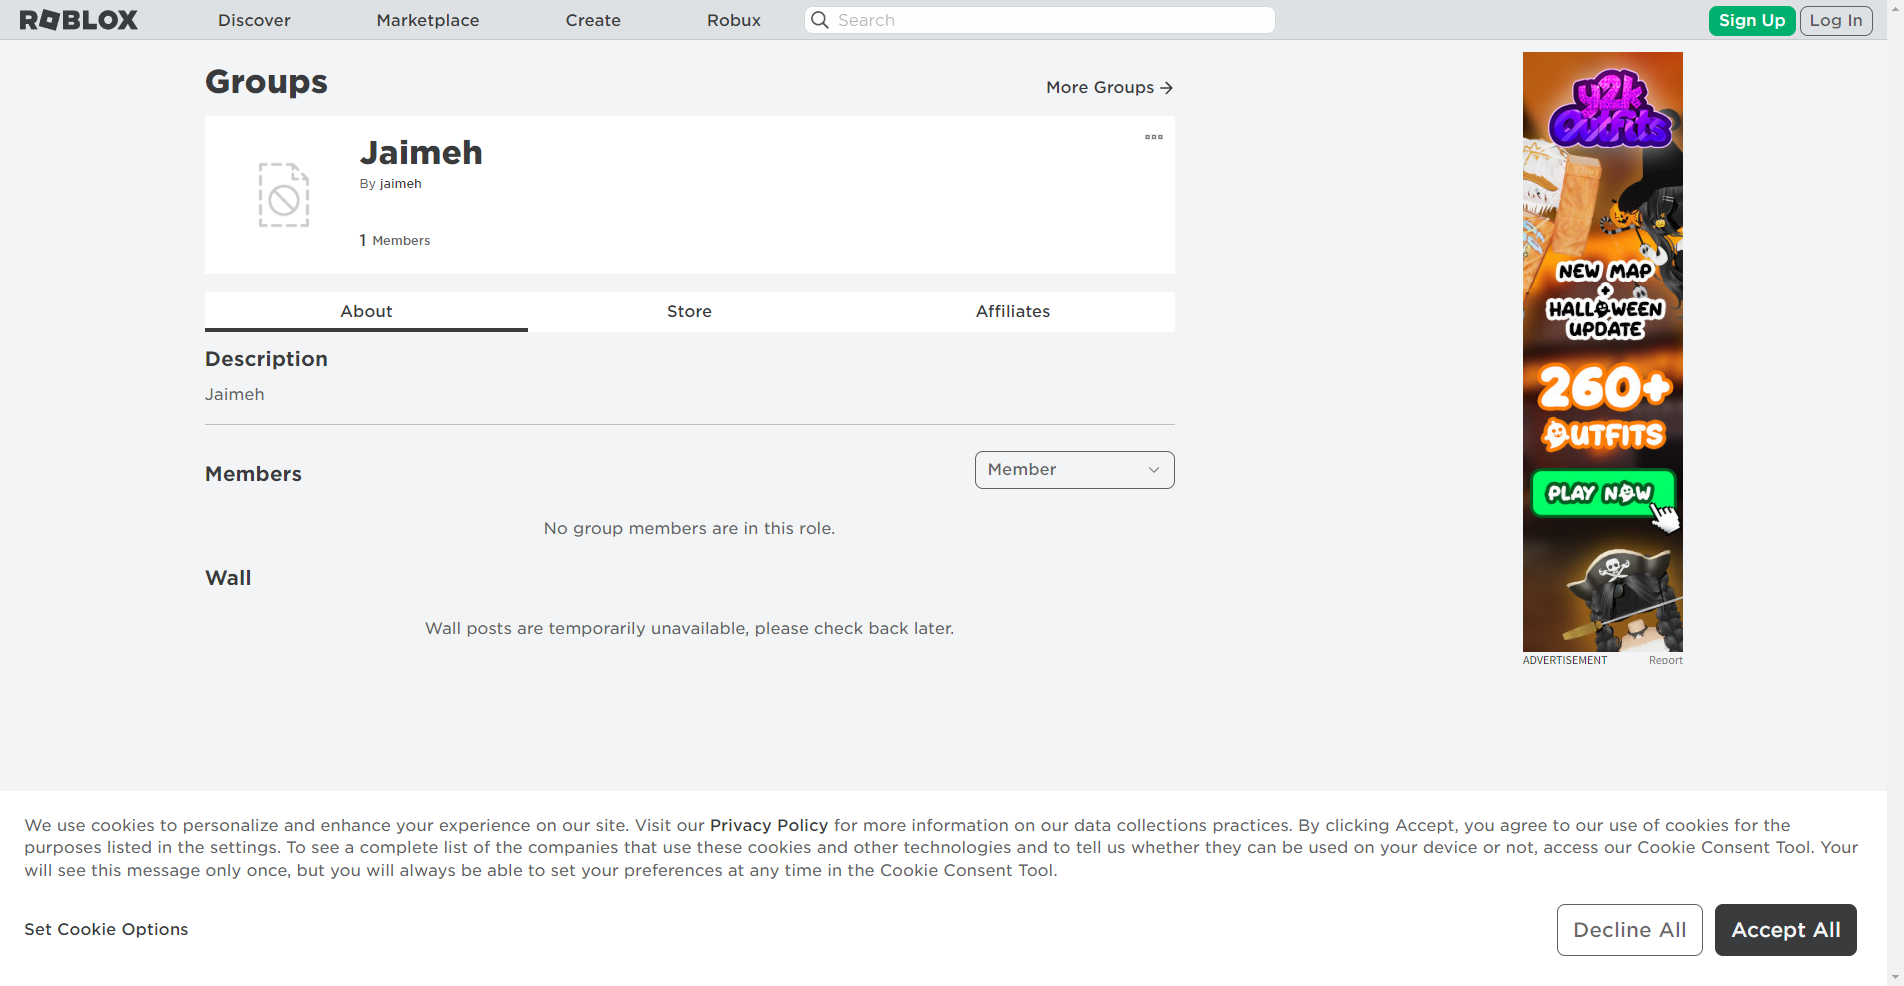 ROBLOX
Discover
Marketplace
Create
Robux
Search
Sign Up
Log In
Groups
More Groups
Jaimeh
By jaimeh
1 Members
About
Store
Affiliates
Description
Jaimeh
Members
Member
No group members are in this role.
Wall
Wall posts are temporarily unavailable, please check back later.
y2k
Outfits
NEW MAP
+
HALLOWEEN
UPDATE
260+
OUTFITS
PLAY NOW
ADVERTISEMENT
Report
We use cookies to personalize and enhance your experience on our site. Visit our Privacy Policy for more information on our data collections practices. By clicking Accept, you agree to our use of cookies for the
purposes listed in the settings. To see a complete list of the companies that use these cookies and other technologies and to tell us whether they can be used on your device or not, access our Cookie Consent Tool. Your
will see this message only once, but you will always be able to set your preferences at any time in the Cookie Consent Tool.
Set Cookie Options
Decline All
Accept All